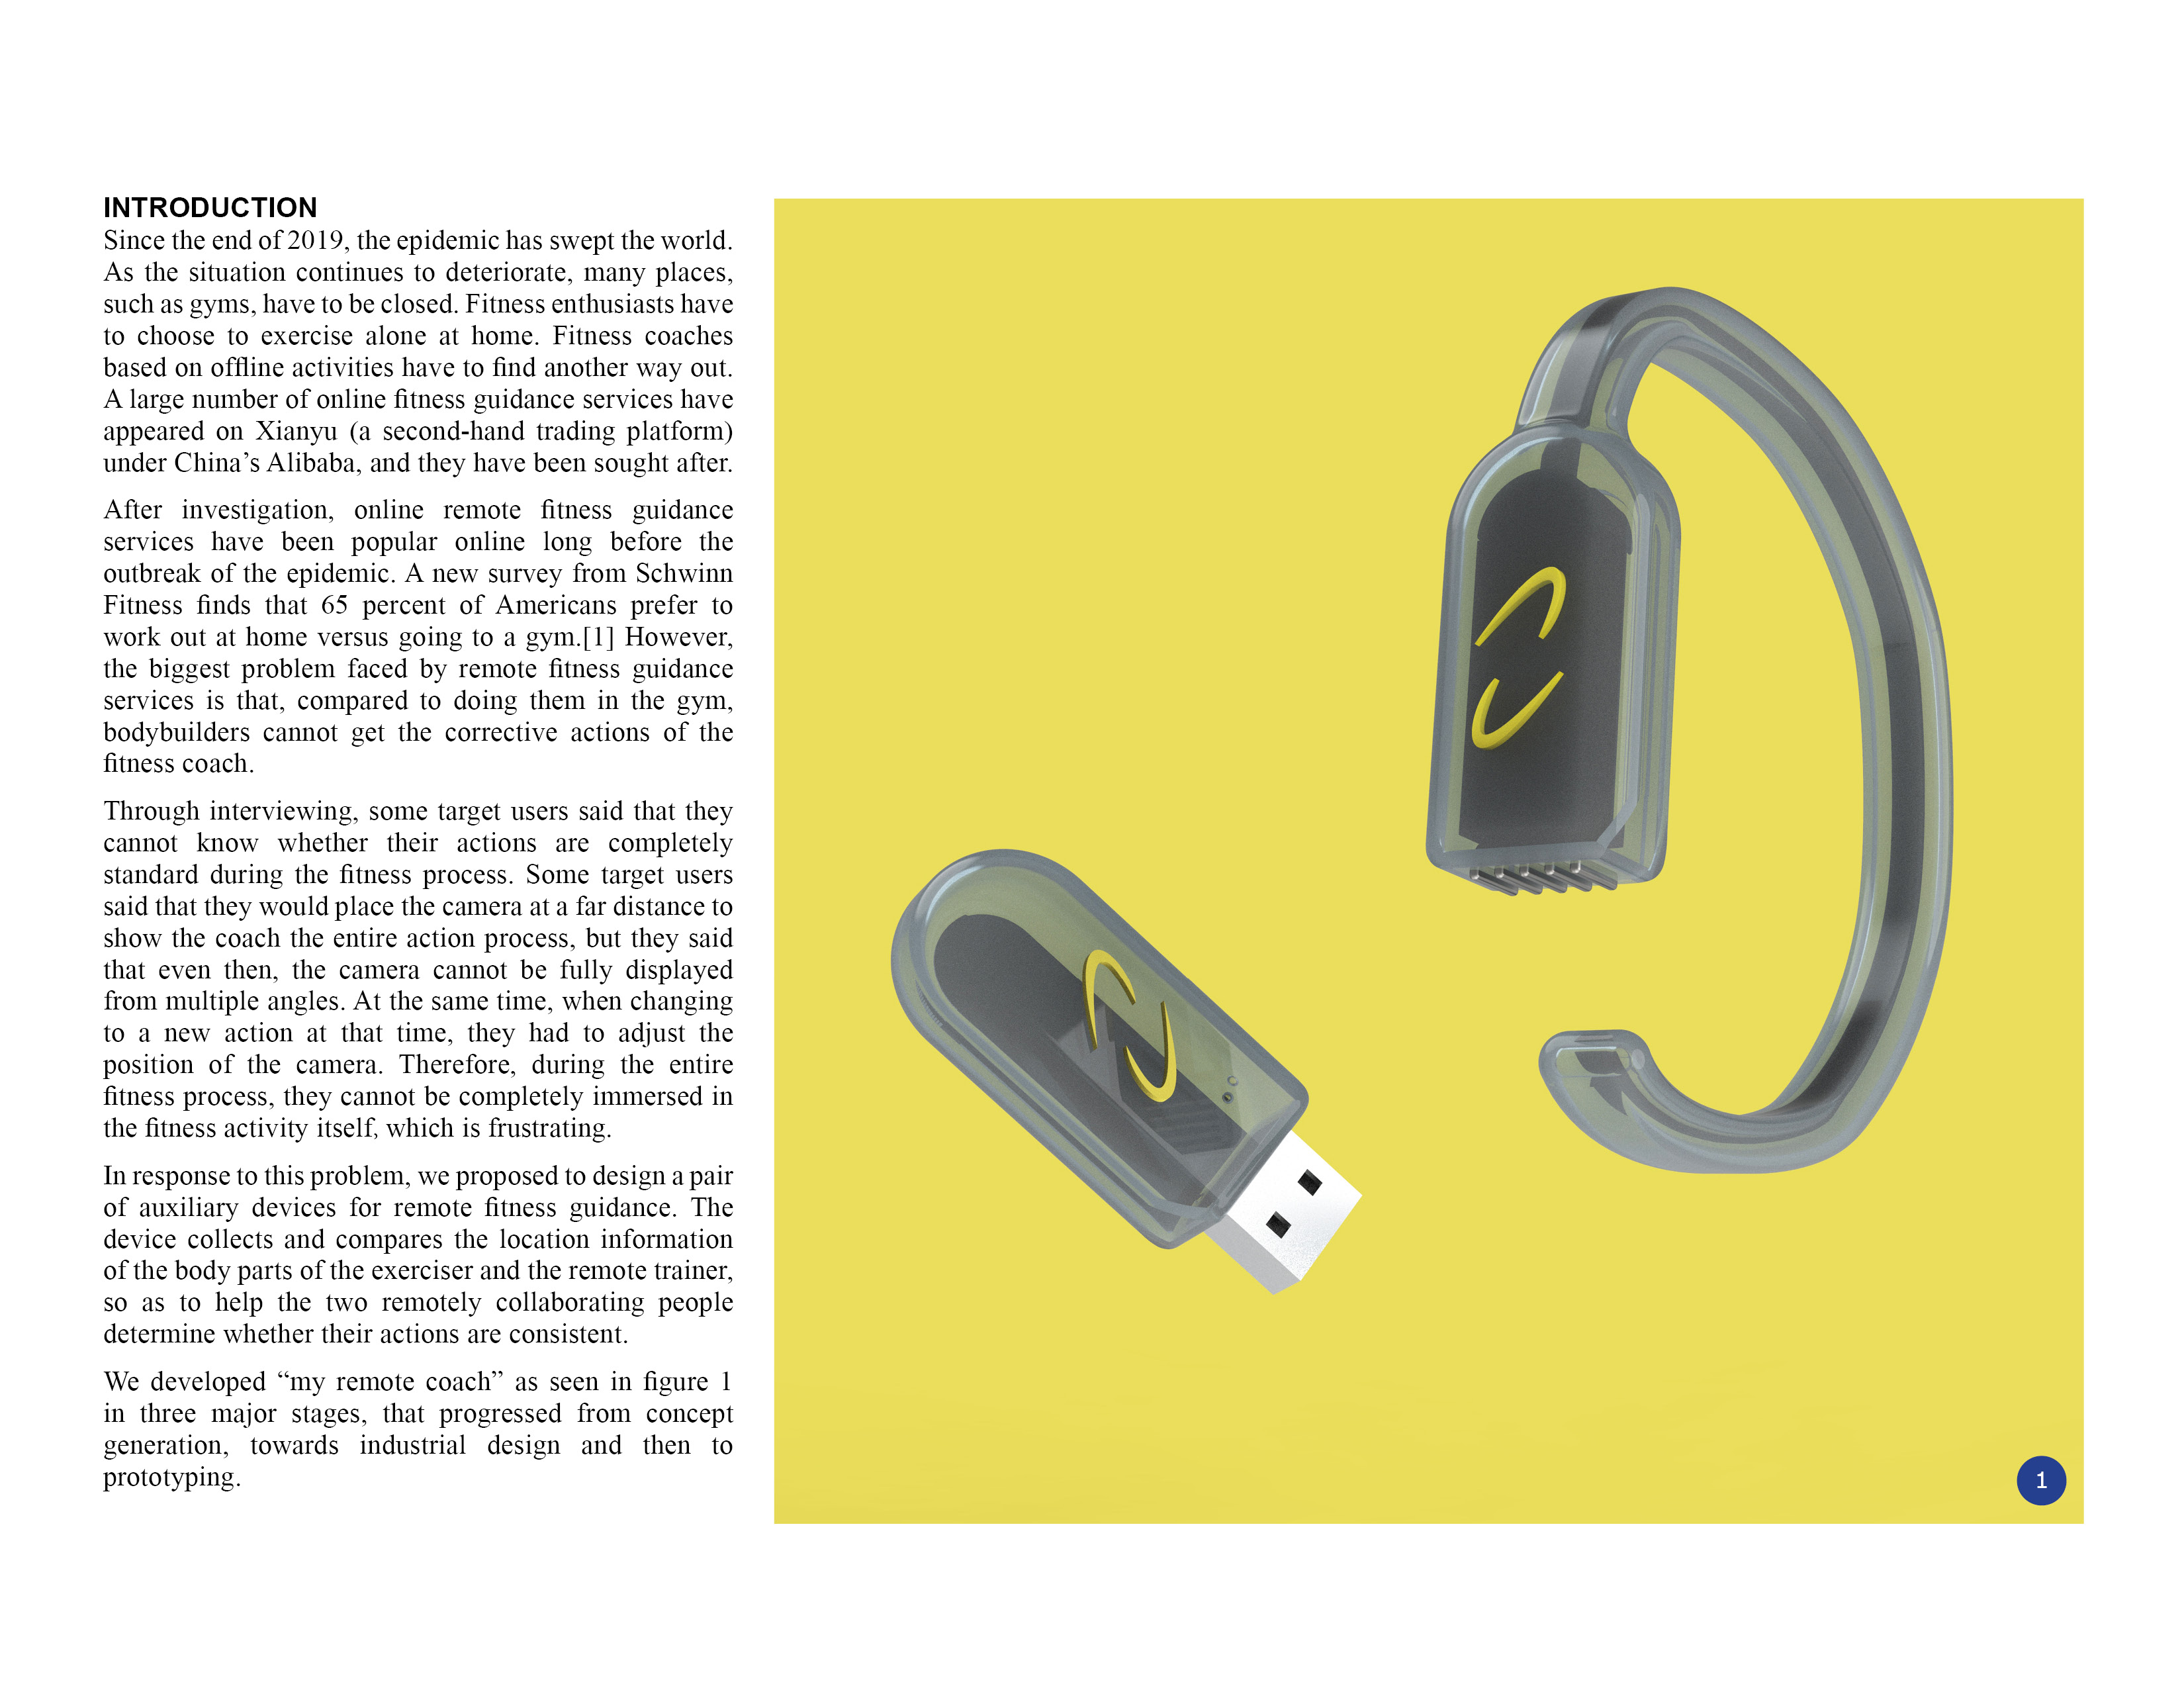 INTRODUCTION
Since the end of 2019, the epidemic has swept the world.
As the situation continues to deteriorate, many places,
such as gyms, have to be closed. Fitness enthusiasts have
to choose to exercise alone at home. Fitness coaches
based on offline activities have to find another way out.
A large number of online fitness guidance services have
appeared on Xianyu (a second-hand trading platform)
under China’s Alibaba, and they have been sought after.
After investigation, online remote fitness guidance
services have been popular online long before the
outbreak of the epidemic. A new survey from Schwinn
Fitness finds that 65 percent of Americans prefer to
work out at home versus going to a gym.[1] However,
the biggest problem faced by remote fitness guidance
services is that, compared to doing them in the gym,
bodybuilders cannot get the corrective actions of the
fitness coach.
Through interviewing, some target users said that they
cannot know whether their actions are completely
standard during the fitness process. Some target users
said that they would place the camera at a far distance to
show the coach the entire action process, but they said
that even then, the camera cannot be fully displayed
from multiple angles. At the same time, when changing
to a new action at that time, they had to adjust the
position of the camera. Therefore, during the entire
fitness process, they cannot be completely immersed in
the fitness activity itself, which is frustrating.
In response to this problem, we proposed to design a pair
of auxiliary devices for remote fitness guidance. The
device collects and compares the location information
of the body parts of the exerciser and the remote trainer,
so as to help the two remotely collaborating people
determine whether their actions are consistent.
We developed “my remote coach” as seen in figure 1
in three major stages, that progressed from concept
generation, towards industrial design and then to
prototyping.
1